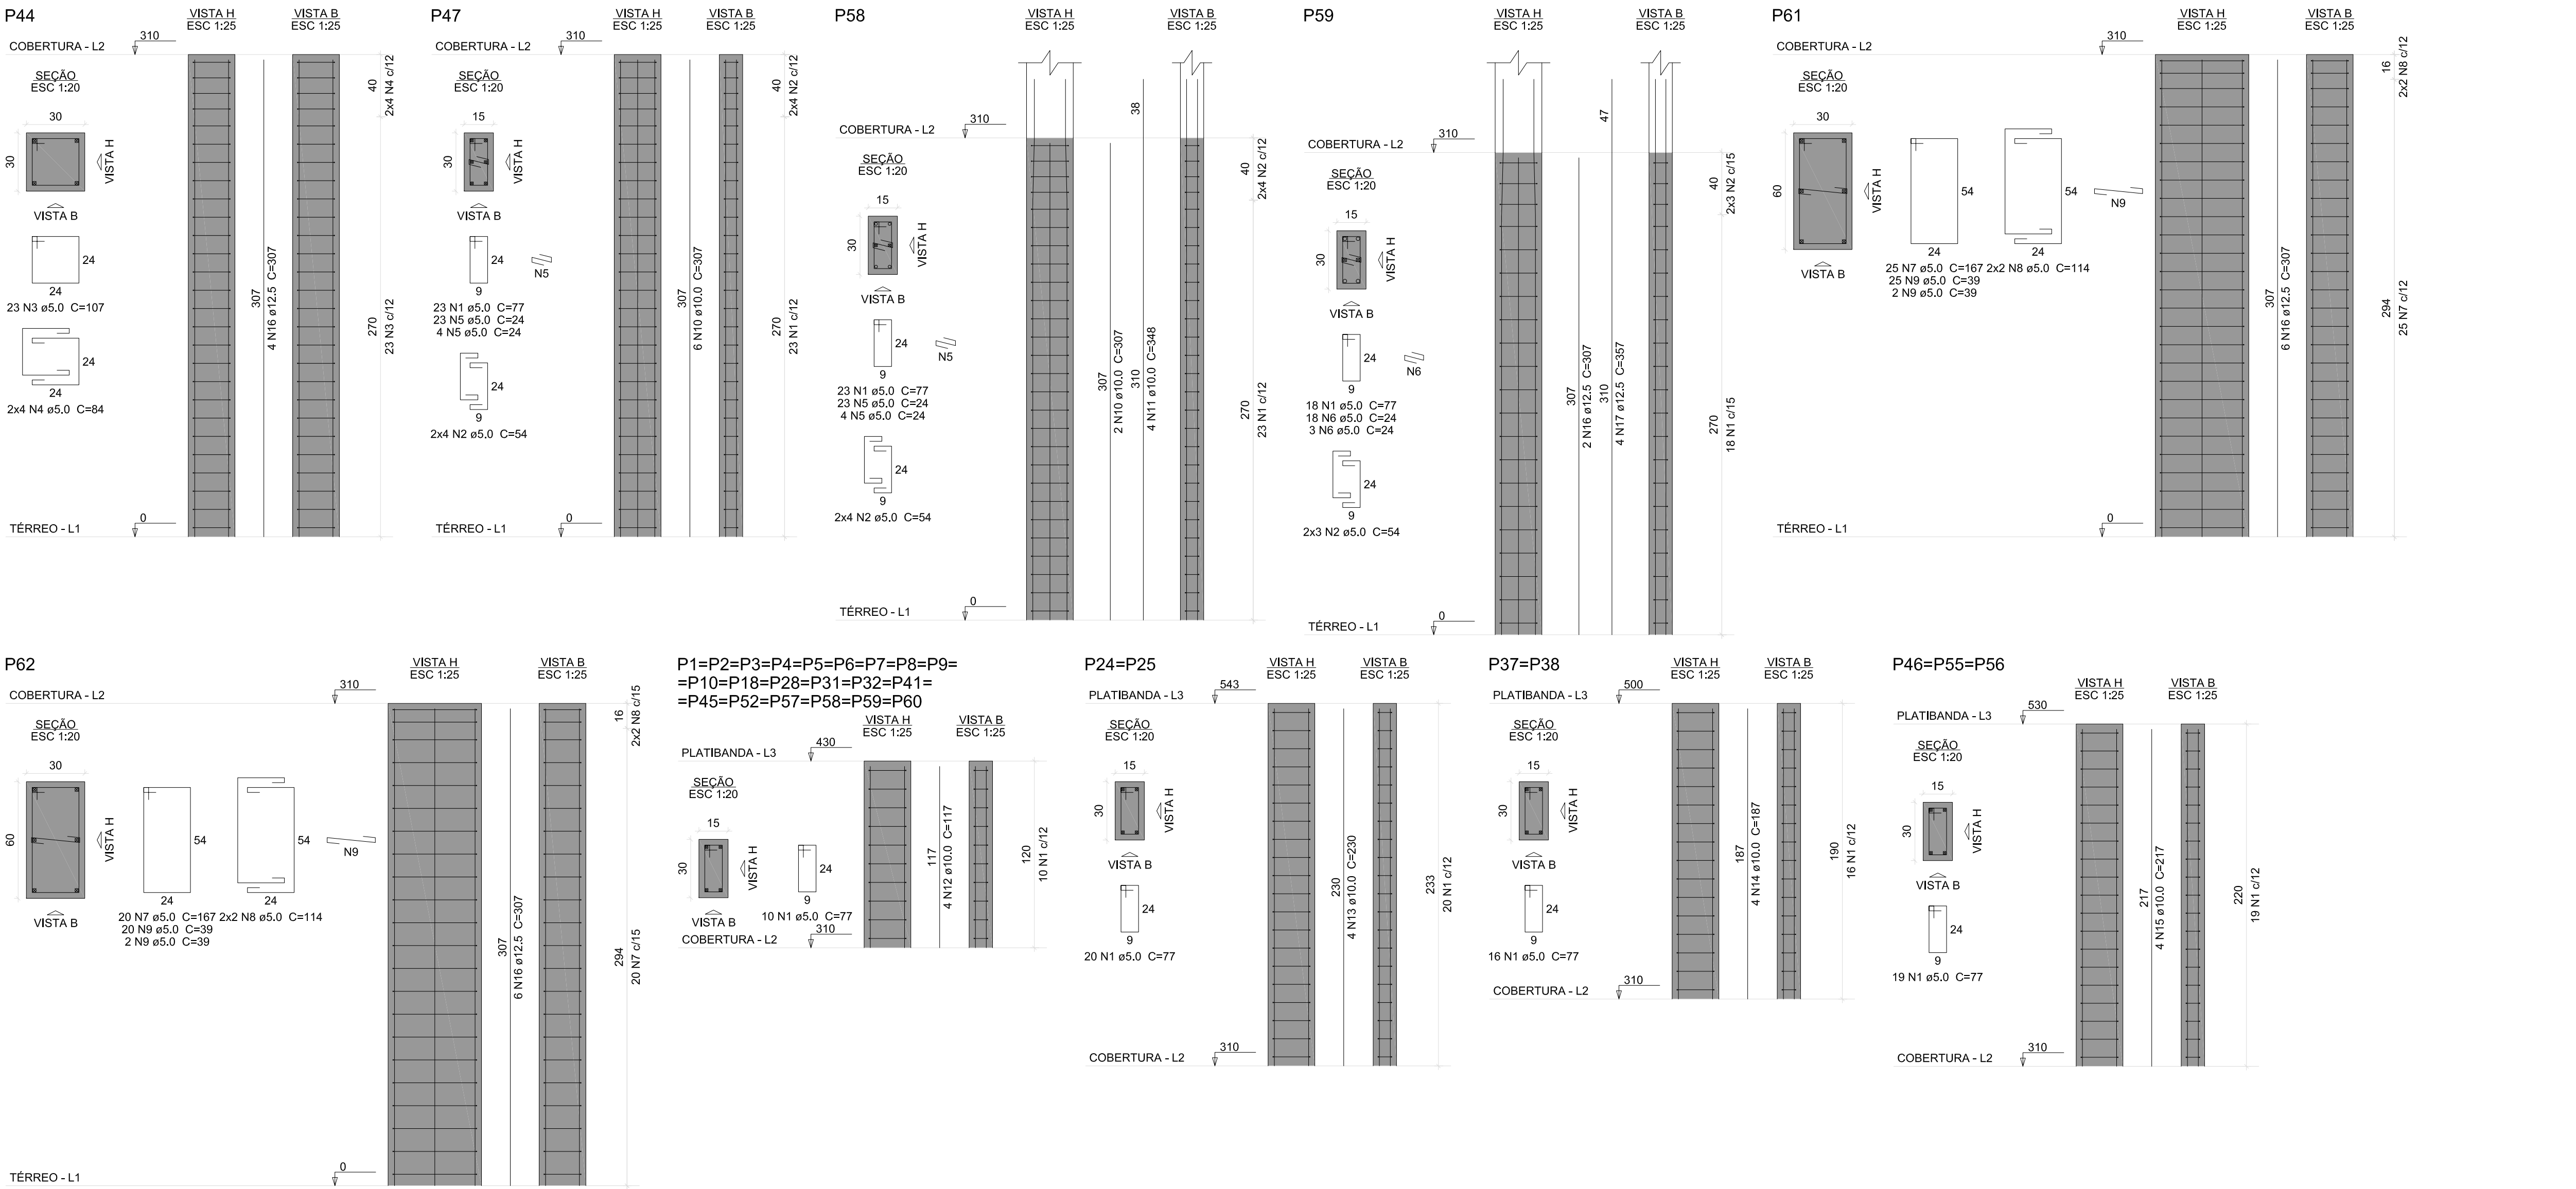 P44
VISTA H
ESC 1:25
VISTA B
ESC 1:25
COBERTURA - L2
310
SEÇÃO
ESC 1:20
30
30
VISTA H
VISTA B
24
24
23 N3 ø5.0 C=107
24
24
2x4 N4 ø5.0 C=84
307
4 N16 ø12.5 C=307
40
2x4 N4 c/12
270
23 N3 c/12
TÉRREO - L1
0
P47
VISTA H
ESC 1:25
VISTA B
ESC 1:25
COBERTURA - L2
310
SEÇÃO
ESC 1:20
15
30
VISTA H
VISTA B
24
9
N5
23 N1 ø5.0 C=77
23 N5 ø5.0 C=24
4 N5 ø5.0 C=24
24
9
2x4 N2 ø5.0 C=54
307
6 N10 ø10.0 C=307
40
2x4 N2 c/12
270
23 N1 c/12
TÉRREO - L1
0
P58
VISTA H
ESC 1:25
VISTA B
ESC 1:25
38
COBERTURA - L2
310
SEÇÃO
ESC 1:20
15
30
VISTA H
VISTA B
24
9
N5
23 N1 ø5.0 C=77
23 N5 ø5.0 C=24
4 N5 ø5.0 C=24
24
9
2x4 N2 ø5.0 C=54
307
2 N10 ø10.0 C=307
310
4 N11 ø10.0 C=348
40
2x4 N2 c/12
270
23 N1 c/12
TÉRREO - L1
0
P59
VISTA H
ESC 1:25
VISTA B
ESC 1:25
47
COBERTURA - L2
310
SEÇÃO
ESC 1:20
15
30
VISTA H
VISTA B
24
9
N6
18 N1 ø5.0 C=77
18 N6 ø5.0 C=24
3 N6 ø5.0 C=24
24
9
2x3 N2 ø5.0 C=54
307
2 N16 ø12.5 C=307
310
4 N17 ø12.5 C=357
40
2x3 N2 c/15
270
18 N1 c/15
TÉRREO - L1
0
P61
VISTA H
ESC 1:25
VISTA B
ESC 1:25
COBERTURA - L2
310
SEÇÃO
ESC 1:20
30
60
VISTA H
VISTA B
54
24
54
24
N9
25 N7 ø5.0 C=167 2x2 N8 ø5.0 C=114
25 N9 ø5.0 C=39
2 N9 ø5.0 C=39
307
6 N16 ø12.5 C=307
16
2x2 N8 c/12
294
25 N7 c/12
TÉRREO - L1
0
P62
VISTA H
ESC 1:25
VISTA B
ESC 1:25
COBERTURA - L2
310
SEÇÃO
ESC 1:20
30
60
VISTA H
VISTA B
54
24
54
24
N9
20 N7 ø5.0 C=167 2x2 N8 ø5.0 C=114
20 N9 ø5.0 C=39
2 N9 ø5.0 C=39
307
6 N16 ø12.5 C=307
16
2x2 N8 c/15
294
20 N7 c/15
TÉRREO - L1
0
P1=P2=P3=P4=P5=P6=P7=P8=P9=
=P10=P18=P28=P31=P32=P41=
=P45=P52=P57=P58=P59=P60
VISTA H
ESC 1:25
VISTA B
ESC 1:25
PLATIBANDA - L3
430
SEÇÃO
ESC 1:20
15
30
VISTA H
VISTA B
24
9
10 N1 ø5.0 C=77
117
4 N12 ø10.0 C=117
120
10 N1 c/12
COBERTURA - L2
310
P24=P25
VISTA H
ESC 1:25
VISTA B
ESC 1:25
PLATIBANDA - L3
543
SEÇÃO
ESC 1:20
15
30
VISTA H
VISTA B
24
9
20 N1 ø5.0 C=77
230
4 N13 ø10.0 C=230
233
20 N1 c/12
COBERTURA - L2
310
P37=P38
VISTA H
ESC 1:25
VISTA B
ESC 1:25
PLATIBANDA - L3
500
SEÇÃO
ESC 1:20
15
30
VISTA H
VISTA B
24
9
16 N1 ø5.0 C=77
187
4 N14 ø10.0 C=187
190
16 N1 c/12
COBERTURA - L2
310
P46=P55=P56
VISTA H
ESC 1:25
VISTA B
ESC 1:25
PLATIBANDA - L3
530
SEÇÃO
ESC 1:20
15
30
VISTA H
VISTA B
24
9
19 N1 ø5.0 C=77
217
4 N15 ø10.0 C=217
220
19 N1 c/12
COBERTURA - L2
310